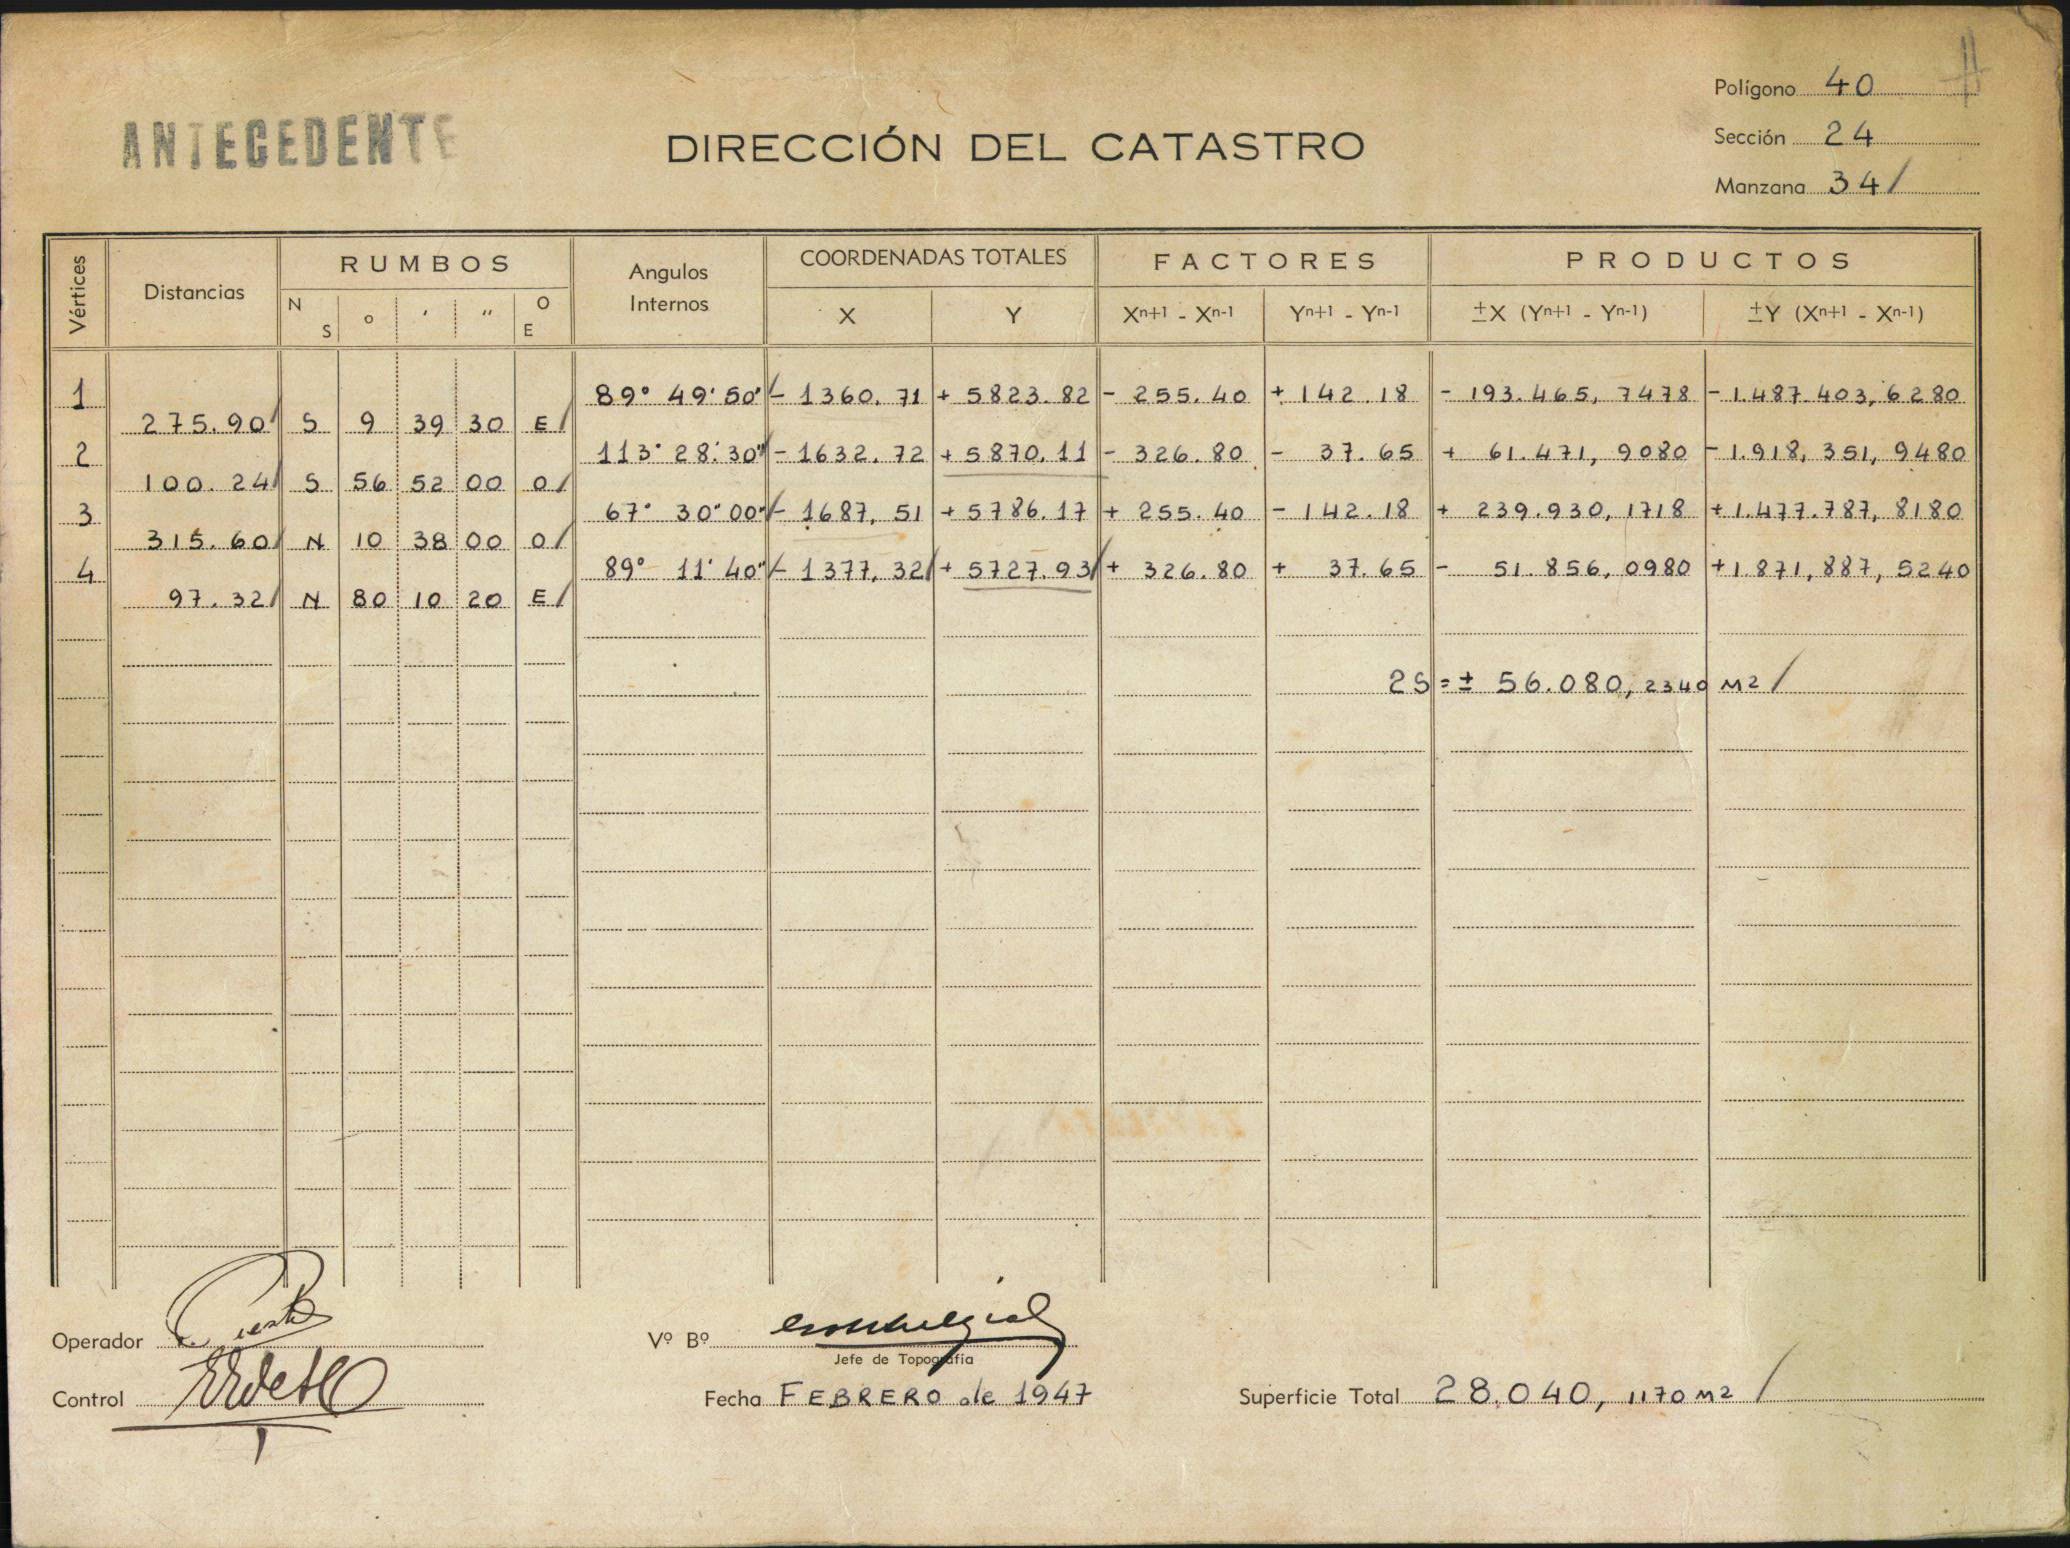 Polígono 40
ANTECEDENTE
DIRECCIÓN DEL CATASTRO
Sección 24
Manzana 34/
Vértices Distancias RUMBOS Angulos Internos COORDENADAS TOTALES FACTORES PRODUCTOS
N S ° ' " O E X Y Xn+1 - Xn-1 Yn+1 - Yn-1 ±X (Yn+1 - Yn-1) ±Y (Xn+1 - Xn-1)
1 89° 49' 50" - 1360.71 + 5823.82 - 255.40 + 142.18 - 193.465,7478 - 1.487.403,6280
275.90/ S 9 39 30 E/
2 113° 28' 30" - 1632.72 + 5870.11 - 326.80 - 37.65 + 61.471,9080 - 1.918,351,9480
100.24/ S 56 52 00 O/
3 67° 30' 00" - 1687,51 + 5786.17 + 255.40 - 142.18 + 239.930,1718 + 1.477.787,8180
315.60/ N 10 38 00 O/
4 89° 11' 40" - 1377,32/ + 5727.93/ + 326.80 + 37.65 - 51.856,0980 + 1.871,887,5240
97.32/ N 80 10 20 E/
2S = ± 56.080,2340 M2/
Operador
Vº Bº
Jefe de Topografía
Control
Fecha FEBRERO de 1947
Superficie Total 28.040,1170 M2/